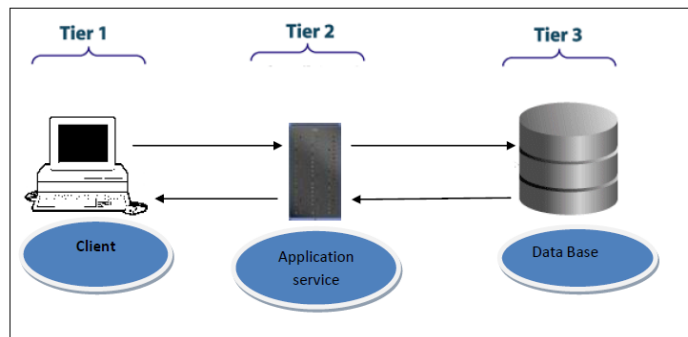 Tier 1
Tier 2
Tier 3
Client
Application
service
Data Base